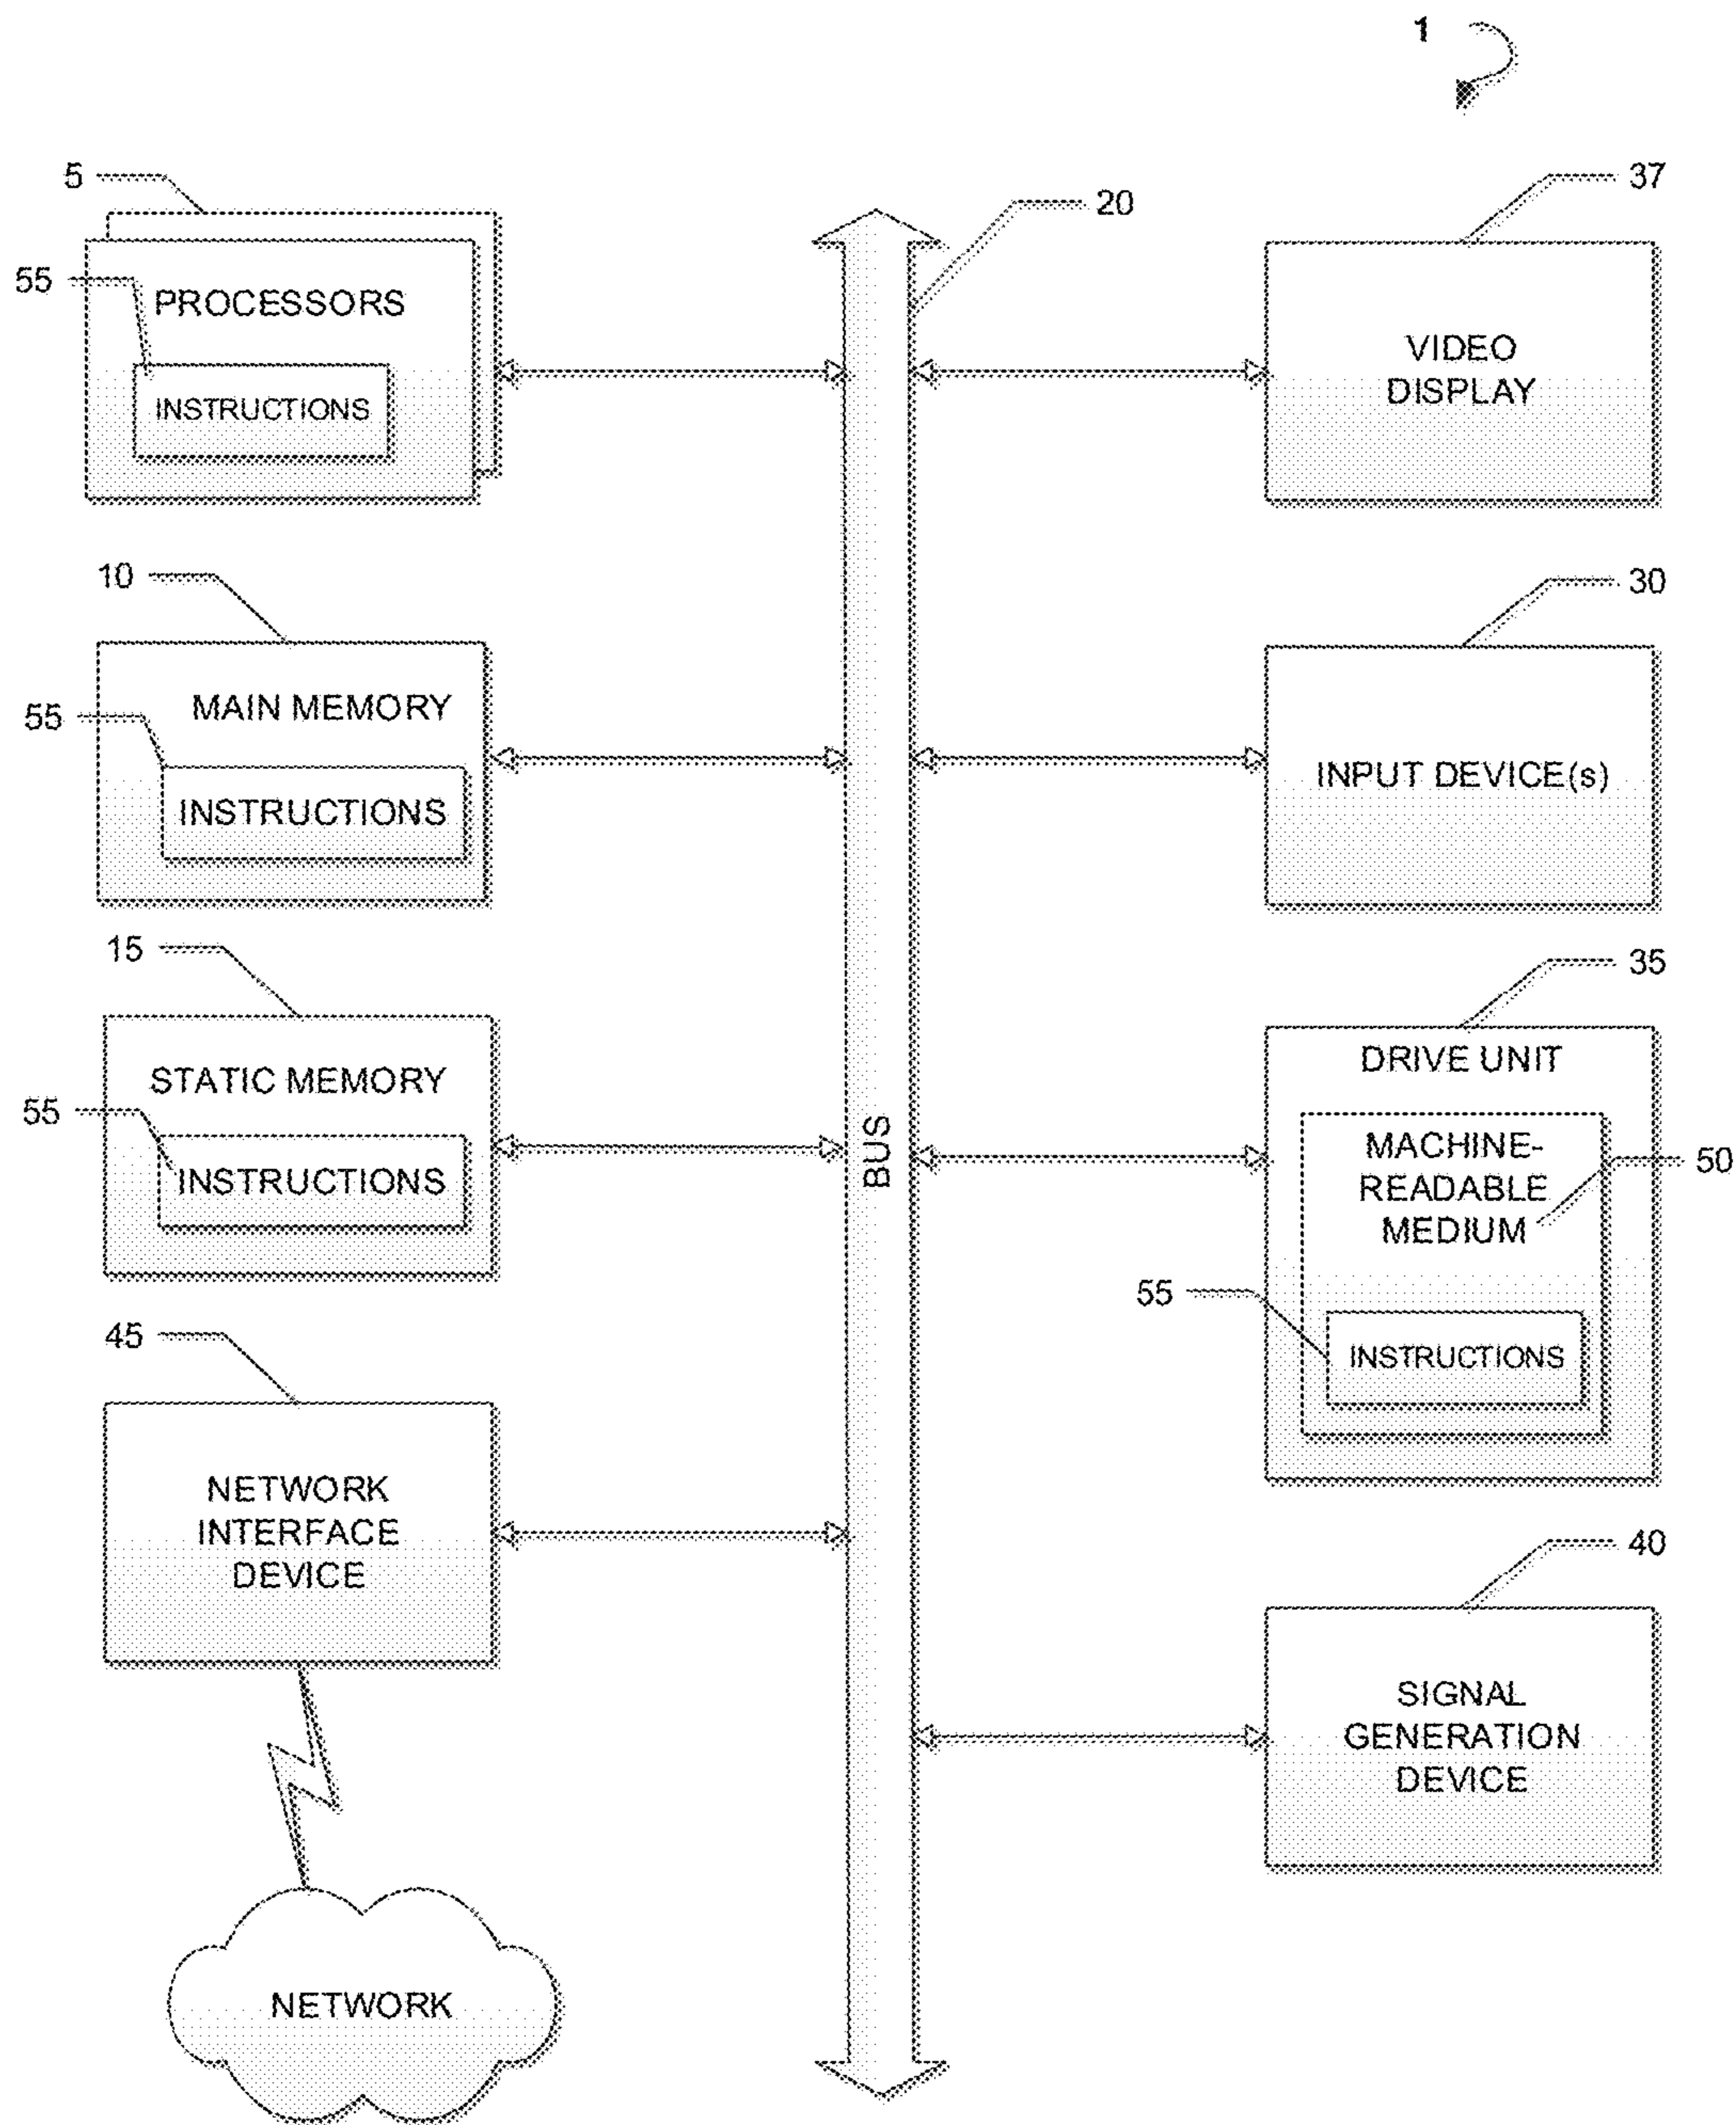 1
5
37
20
55
PROCESSORS
INSTRUCTIONS
VIDEO
DISPLAY
10
30
55
MAIN MEMORY
INSTRUCTIONS
INPUT DEVICE(s)
15
35
STATIC MEMORY
55
INSTRUCTIONS
BUS
DRIVE UNIT
MACHINE-
READABLE
MEDIUM
50
55
INSTRUCTIONS
45
NETWORK
INTERFACE
DEVICE
40
SIGNAL
GENERATION
DEVICE
NETWORK